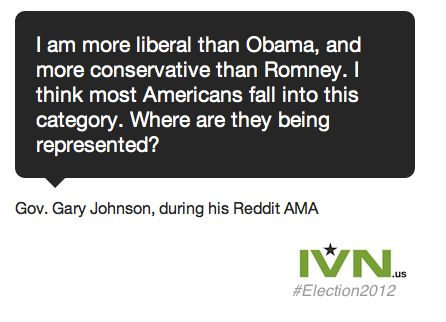 I am more liberal than Obama, and
more conservative than Romney. I
think most Americans fall into this
category. Where are they being
represented?
Gov. Gary Johnson, during his Reddit AMA
IVN.us
#Election2012